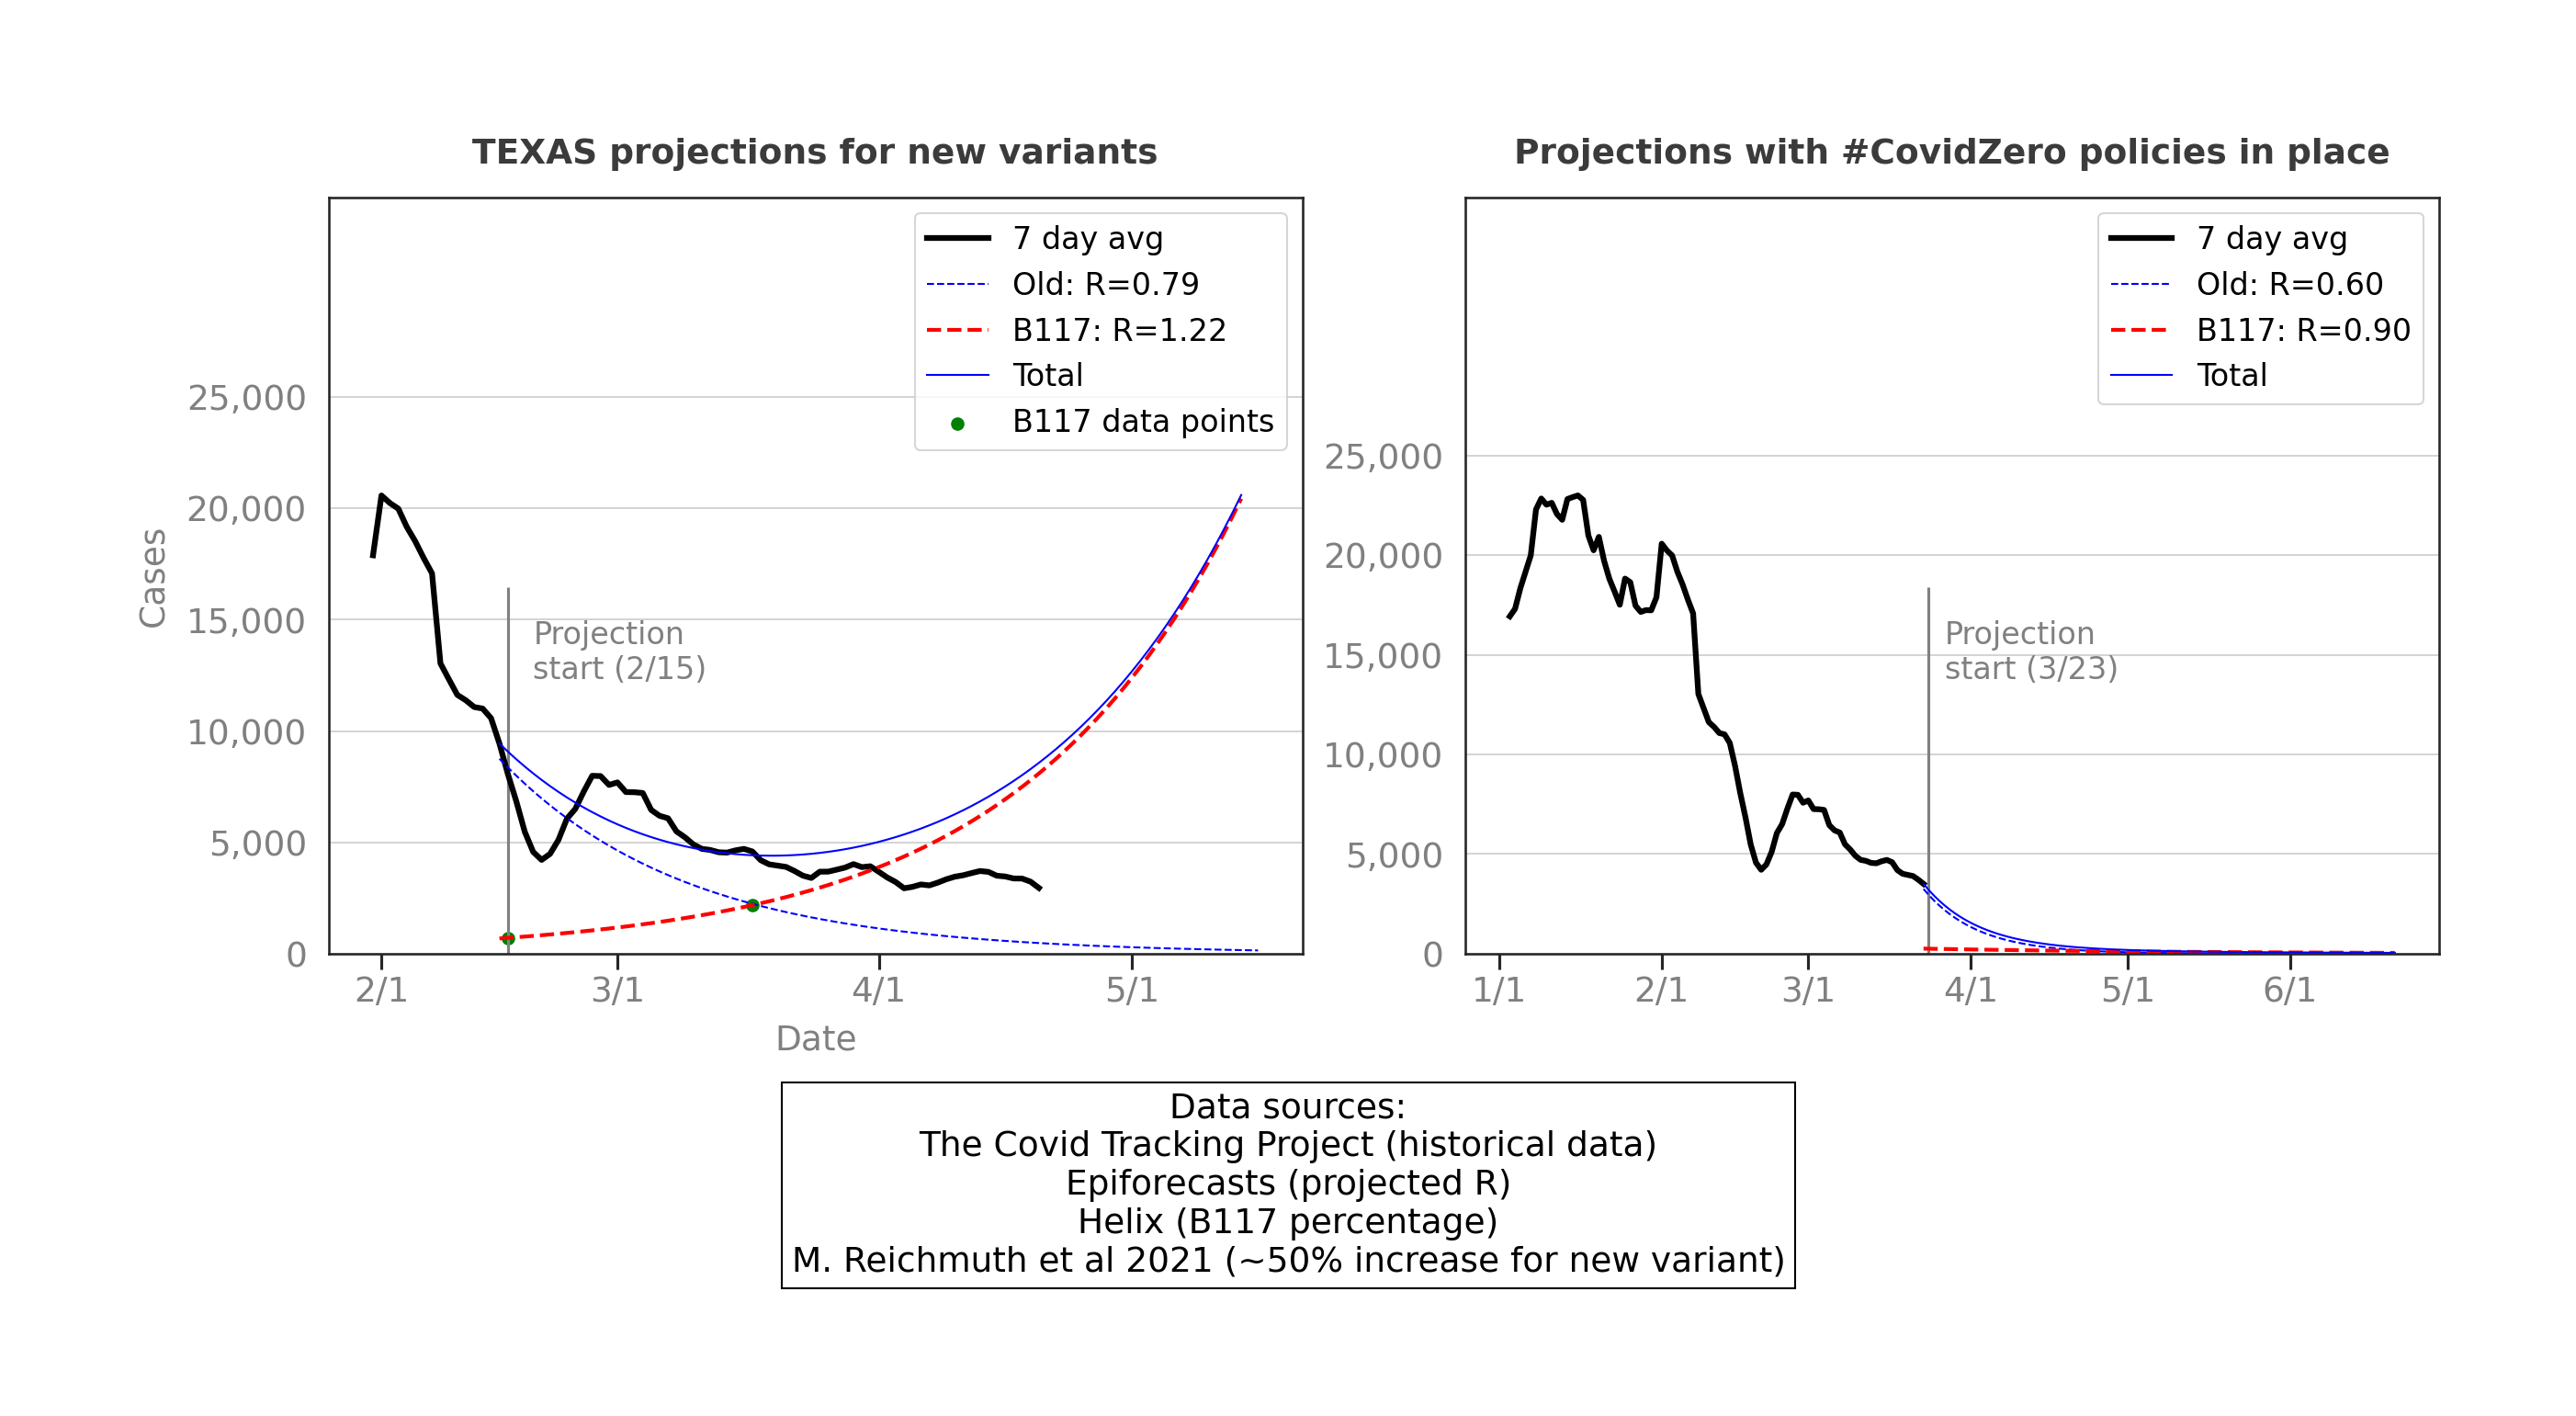 TEXAS projections for new variants
7 day avg
Old: R=0.79
B117: R=1.22
Total
B117 data points
Cases
25,000
20,000
15,000
10,000
5,000
0
Projection
start (2/15)
2/1
3/1
4/1
5/1
Date
Projections with #CovidZero policies in place
7 day avg
Old: R=0.60
B117: R=0.90
Total
25,000
20,000
15,000
10,000
5,000
0
Projection
start (3/23)
1/1
2/1
3/1
4/1
5/1
6/1
Data sources:
The Covid Tracking Project (historical data)
Epiforecasts (projected R)
Helix (B117 percentage)
M. Reichmuth et al 2021 (~50% increase for new variant)